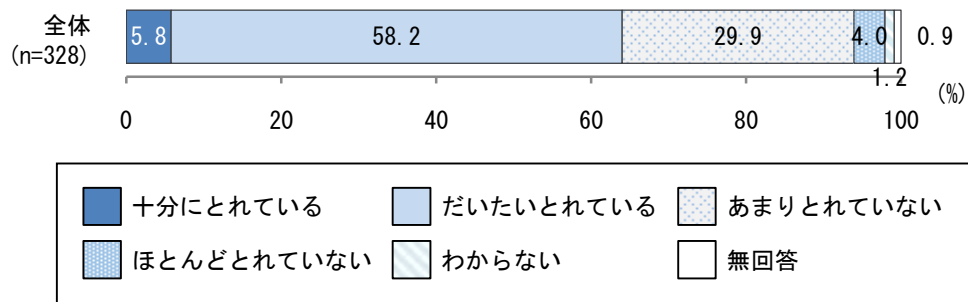 全体
(n=328)
5.8 58.2 29.9 4.0 0.9
1.2
(%)
0 20 40 60 80 100
十分にとれている だいたいとれている あまりとれていない
ほとんどとれていない わからない 無回答